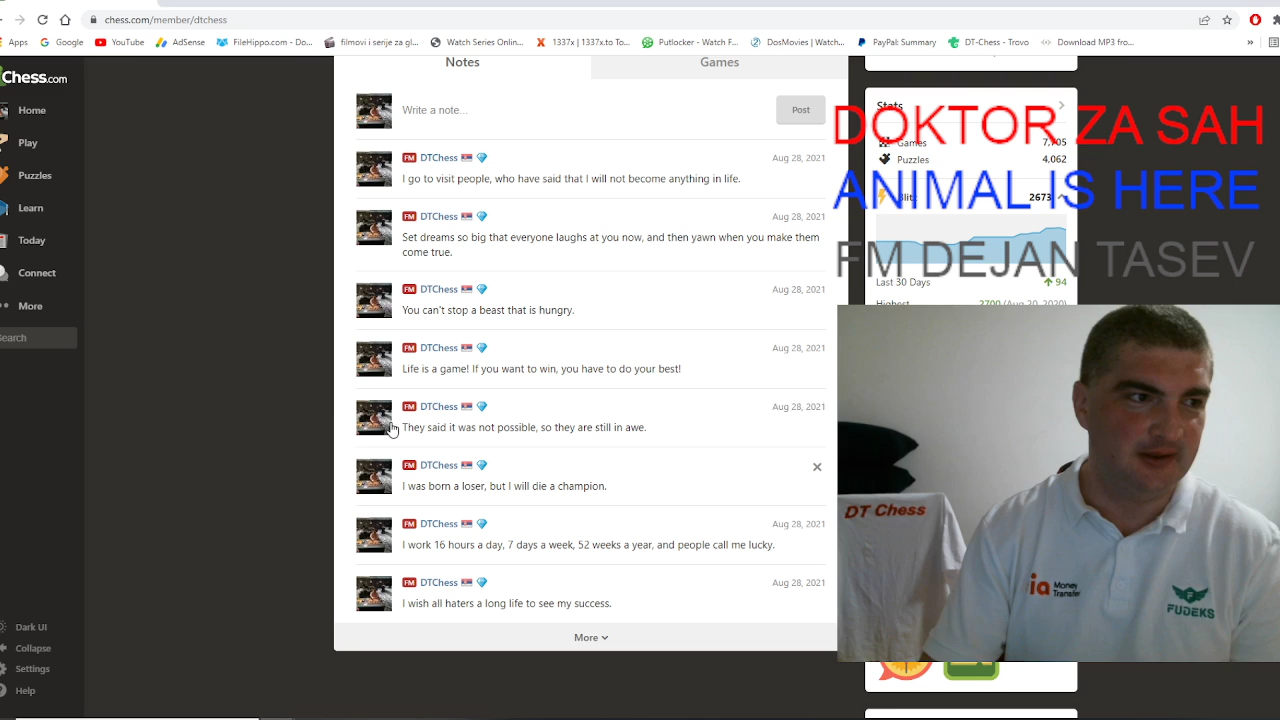 chess.com/member/dtchess
Apps
Google
YouTube
AdSense
FileHippo.com - Do...
filmovi i serije za gl...
Watch Series Onlin...
1337x | 1337x.to To...
Putlocker - Watch F...
DosMovies | Watch...
PayPal: Summary
DT-Chess - Trovo
Download MP3 fro...
»
Chess.com
Home
Play
Puzzles
Learn
Today
Connect
More
Search
Dark UI
Collapse
Settings
Help
Notes
Games
Write a note...
Post
FM DTChess
Aug 28, 2021
I go to visit people, who have said that I will not become anything in life.
FM DTChess
Aug 28, 2021
Set dreams so big that everyone laughs at you now, and then yawn when you make them
come true.
FM DTChess
Aug 28, 2021
You can't stop a beast that is hungry.
FM DTChess
Aug 28, 2021
Life is a game! If you want to win, you have to do your best!
FM DTChess
Aug 28, 2021
They said it was not possible, so they are still in awe.
FM DTChess
I was born a loser, but I will die a champion.
FM DTChess
Aug 28, 2021
I work 16 hours a day, 7 days a week, 52 weeks a year, and people call me lucky.
FM DTChess
Aug 28, 2021
I wish all haters a long life to see my success.
More
Stats
DOKTOR ZA SAH
Games 7,705
Puzzles 4,062
ANIMAL IS HERE
Blitz 2673
FM DEJAN TASEV
Last 30 Days 94
Highest 2700 (Aug 20, 2020)
DT Chess
ia Money
Transfer
FUDEKS